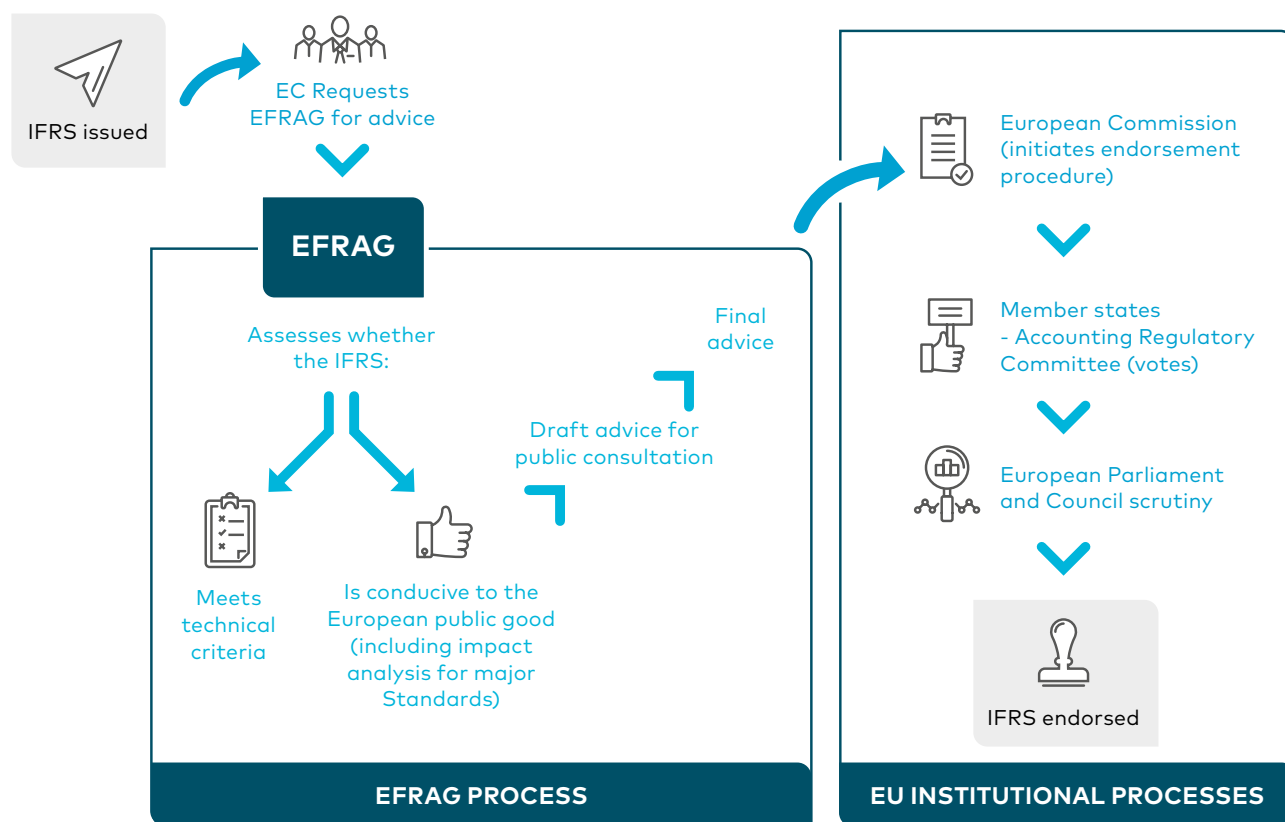 IFRS issued
EC Requests
EFRAG for advice
EFRAG
Assesses whether
the IFRS:
Meets
technical
criteria
Is conducive to the
European public good
(including impact
analysis for major
Standards)
Draft advice for
public consultation
Final
advice
EFRAG PROCESS
European Commission
(initiates endorsement
procedure)
Member states
- Accounting Regulatory
Committee (votes)
European Parliament
and Council scrutiny
IFRS endorsed
EU INSTITUTIONAL PROCESSES